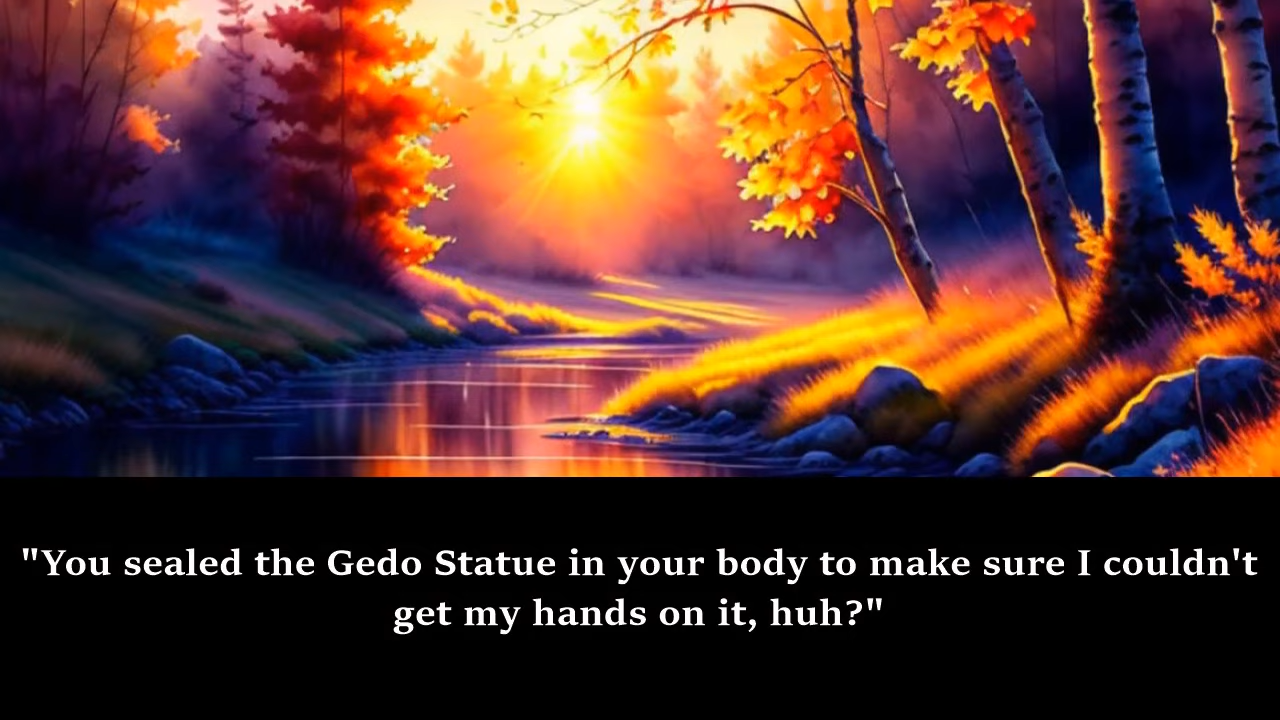 "You sealed the Gedo Statue in your body to make sure I couldn't
get my hands on it, huh?"